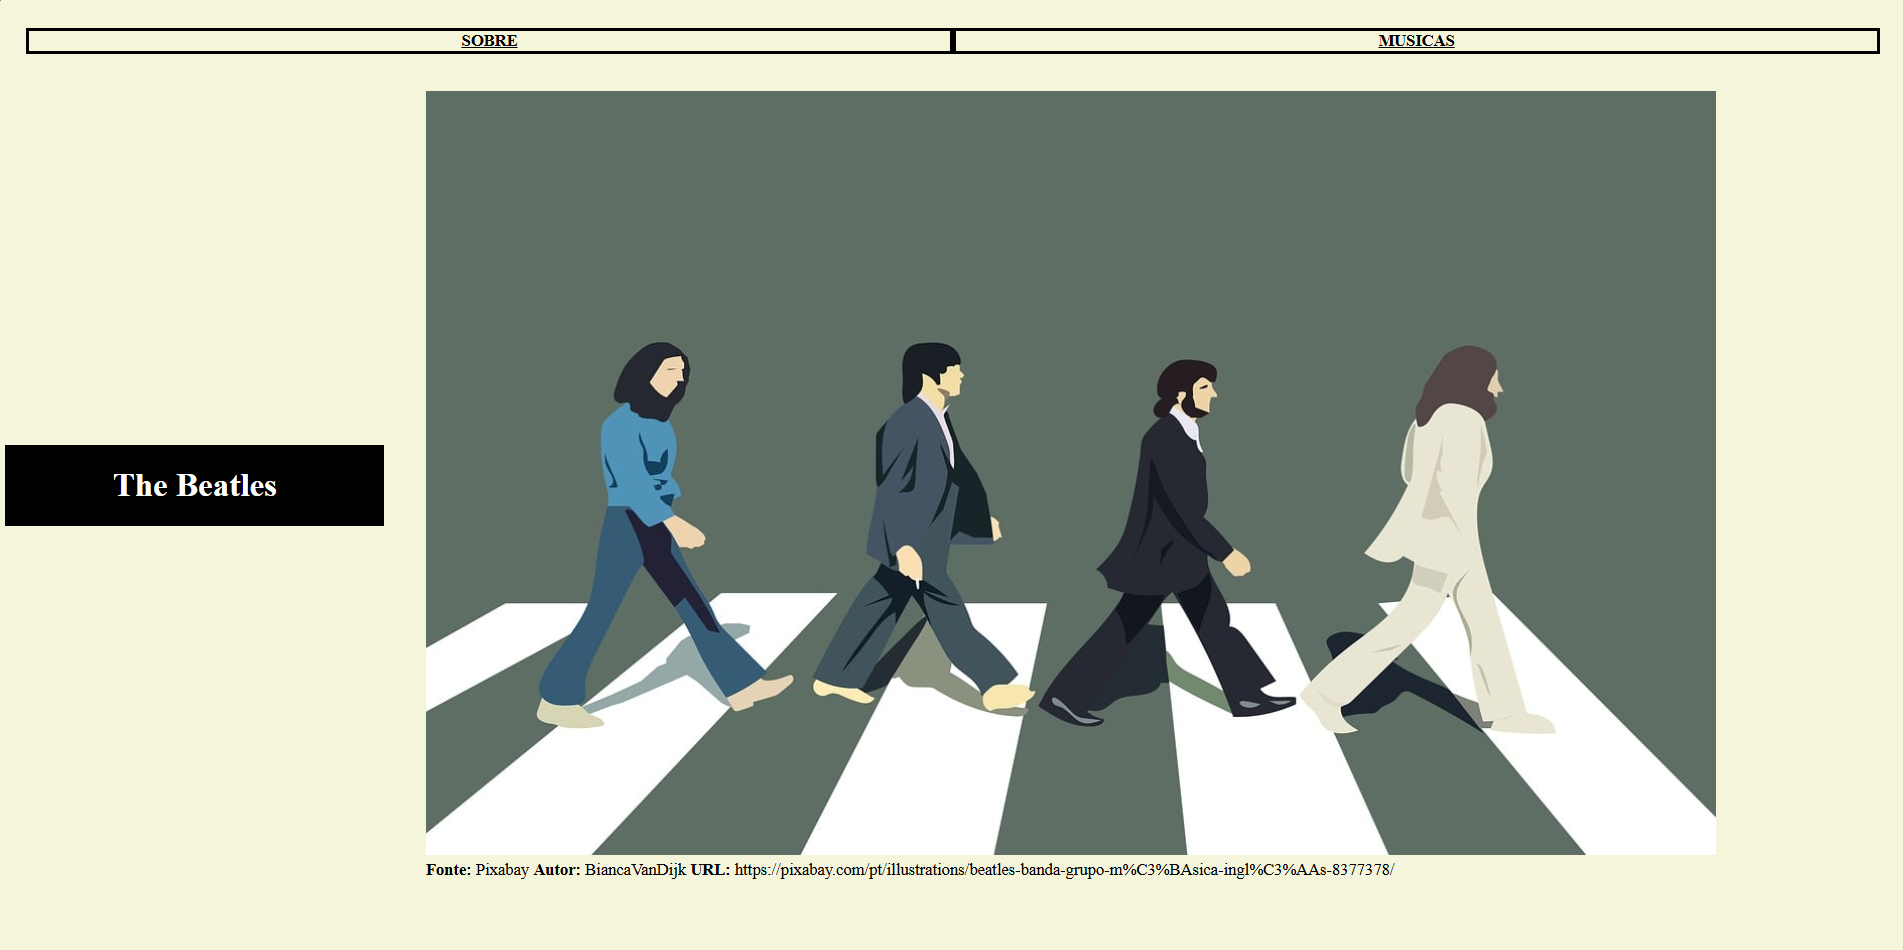 SOBRE
MUSICAS
The Beatles
Fonte: Pixabay Autor: BiancaVanDijk URL: https://pixabay.com/pt/illustrations/beatles-banda-grupo-m%C3%BAsica-ingl%C3%AAs-8377378/